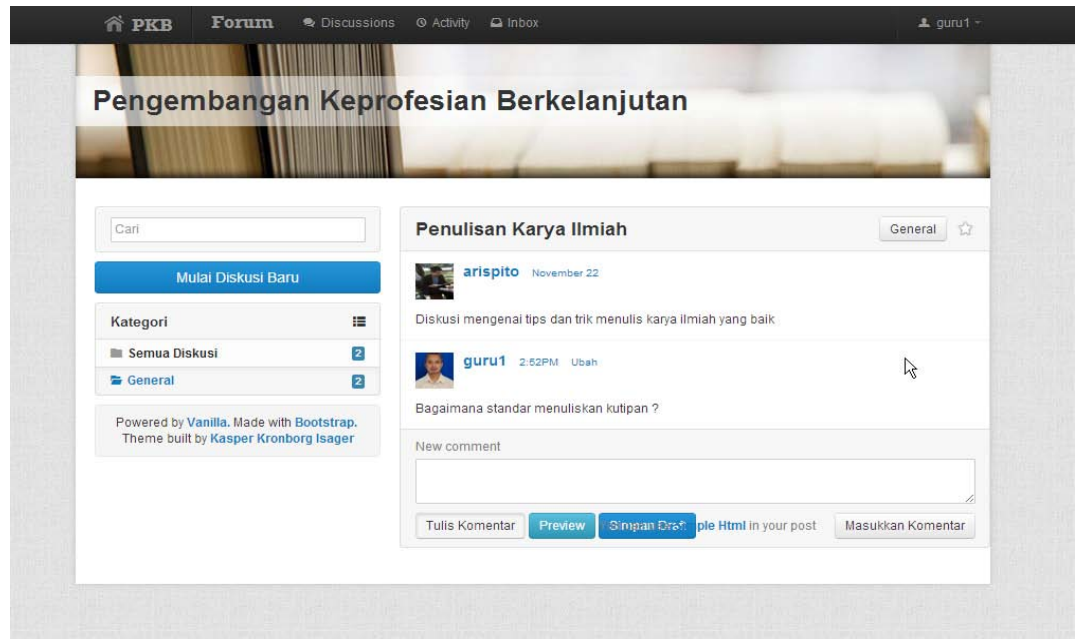 PKB Forum Discussions Activity Inbox guru1
Pengembangan Keprofesian Berkelanjutan
Cari
Mulai Diskusi Baru
Kategori
Semua Diskusi 2
General 2
Powered by Vanilla. Made with Bootstrap.
Theme built by Kasper Kronborg Isager
Penulisan Karya Ilmiah General
arispito November 22
Diskusi mengenai tips dan trik menulis karya ilmiah yang baik
guru1 2:52PM Ubah
Bagaimana standar menuliskan kutipan ?
New comment
Tulis Komentar Preview Simpan Draft ple Html in your post Masukkan Komentar